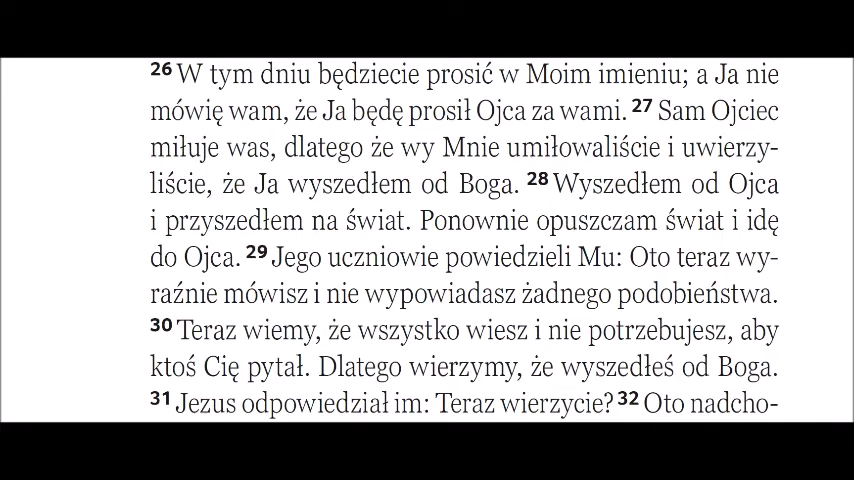 26 W tym dniu będziecie prosić w Moim imieniu; a Ja nie
mówię wam, że Ja będę prosił Ojca za wami. 27 Sam Ojciec
miłuje was, dlatego że wy Mnie umiłowaliście i uwierzy-
liście, że Ja wyszedłem od Boga. 28 Wyszedłem od Ojca
i przyszedłem na świat. Ponownie opuszczam świat i idę
do Ojca. 29 Jego uczniowie powiedzieli Mu: Oto teraz wy-
raźnie mówisz i nie wypowiadasz żadnego podobieństwa.
30 Teraz wiemy, że wszystko wiesz i nie potrzebujesz, aby
ktoś Cię pytał. Dlatego wierzymy, że wyszedłeś od Boga.
31 Jezus odpowiedział im: Teraz wierzycie? 32 Oto nadcho-